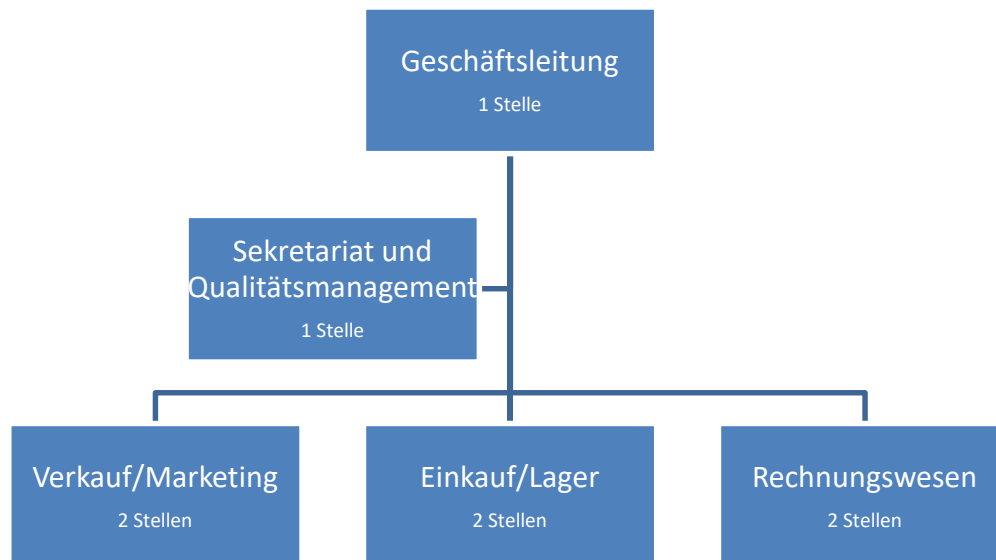 Geschäftsleitung
1 Stelle
Sekretariat und
Qualitätsmanagement
1 Stelle
Verkauf/Marketing
2 Stellen
Einkauf/Lager
2 Stellen
Rechnungswesen
2 Stellen